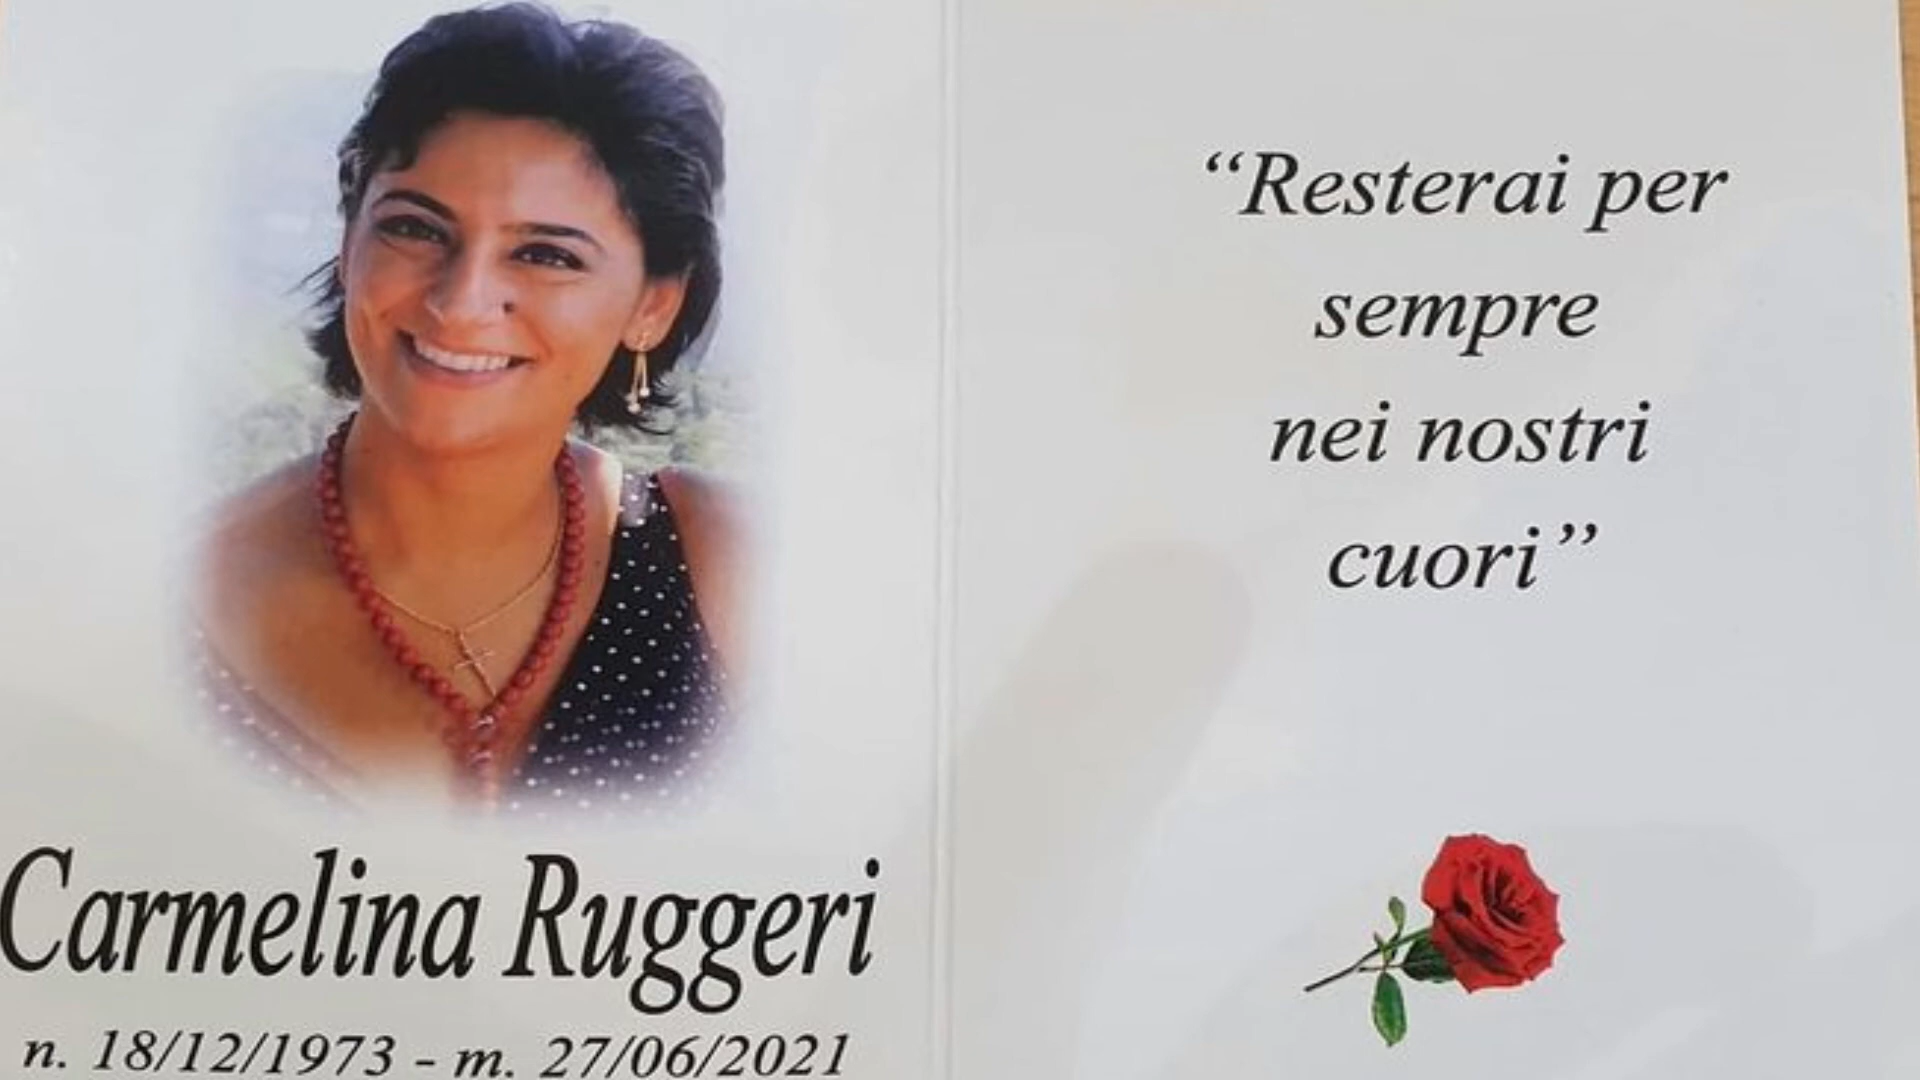 Carmelina Ruggeri
n. 18/12/1973 - m. 27/06/2021
“Resterai per
sempre
nei nostri
cuori”